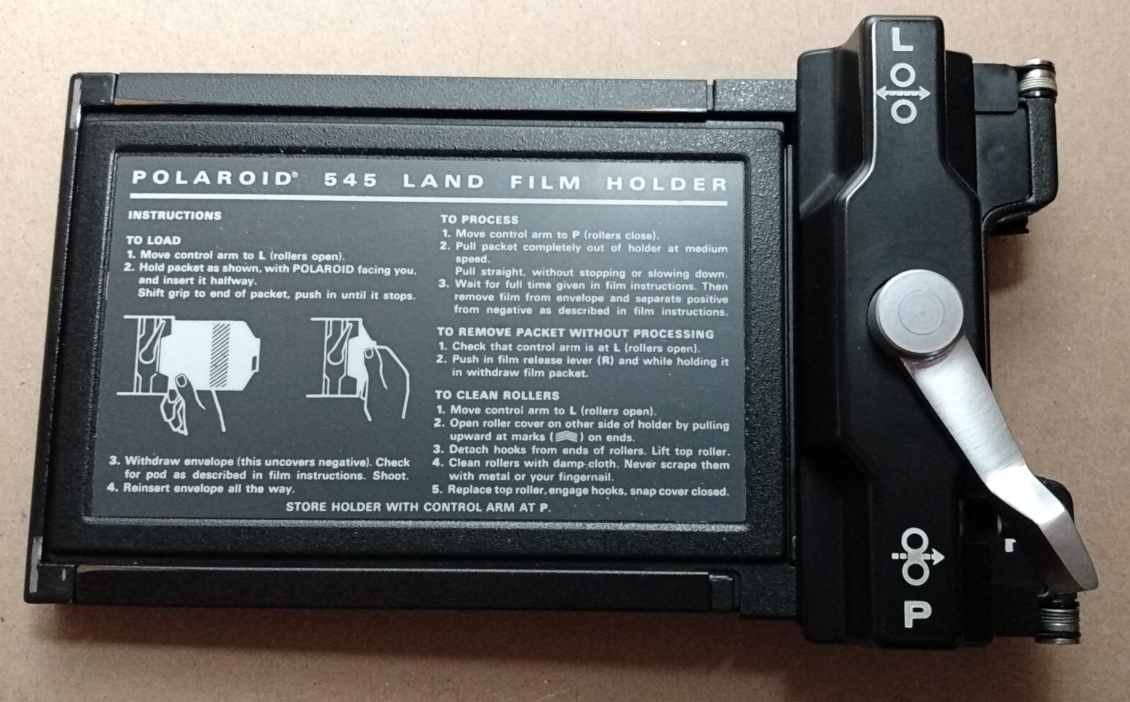 POLAROID® 545 LAND FILM HOLDER
INSTRUCTIONS
TO LOAD
1. Move control arm to L (rollers open).
2. Hold packet as shown, with POLAROID facing you,
and insert it halfway.
Shift grip to end of packet, push in until it stops.
3. Withdraw envelope (this uncovers negative). Check
for pod as described in film instructions. Shoot.
4. Reinsert envelope all the way.
TO PROCESS
1. Move control arm to P (rollers close).
2. Pull packet completely out of holder at medium
speed.
Pull straight, without stopping or slowing down.
3. Wait for full time given in film instructions. Then
remove film from envelope and separate positive
from negative as described in film instructions.
TO REMOVE PACKET WITHOUT PROCESSING
1. Check that control arm is at L (rollers open).
2. Push in film release lever (R) and while holding it
in withdraw film packet.
TO CLEAN ROLLERS
1. Move control arm to L (rollers open).
2. Open roller cover on other side of holder by pulling
upward at marks ( ) on ends.
3. Detach hooks from ends of rollers. Lift top roller.
4. Clean rollers with damp cloth. Never scrape them
with metal or your fingernail.
5. Replace top roller, engage hooks, snap cover closed.
STORE HOLDER WITH CONTROL ARM AT P.
L
P